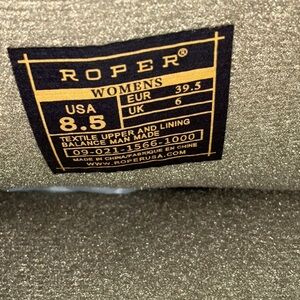 ROPER®
WOMENS
USA EUR 39.5
8.5 UK 6
TEXTILE UPPER AND LINING
BALANCE MAN MADE
09-021-1566-1000
MADE IN CHINA/FABRIQUE EN CHINE
WWW.ROPERUSA.COM